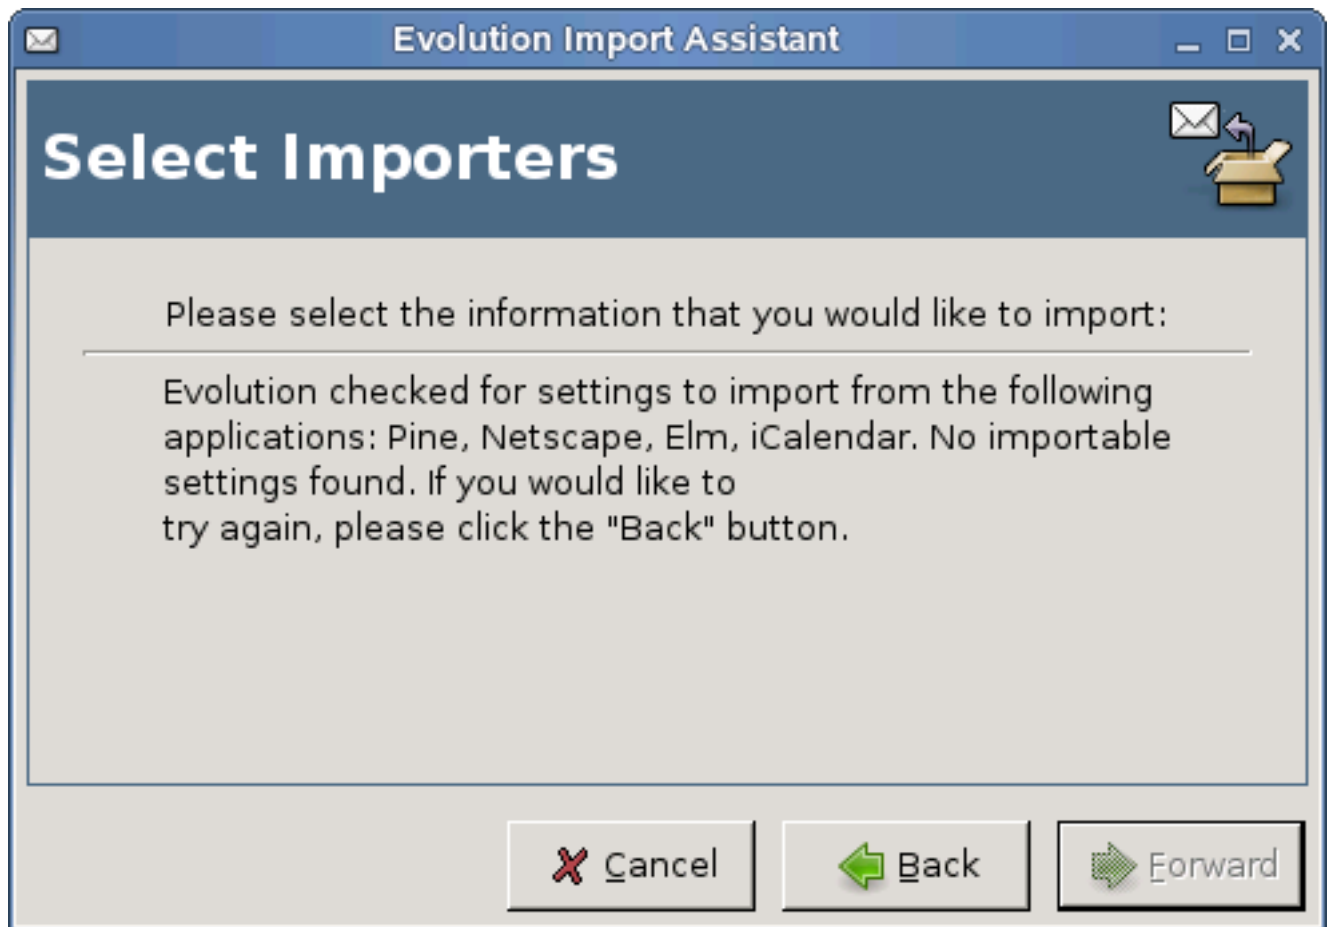 Evolution Import Assistant
Select Importers
Please select the information that you would like to import:
Evolution checked for settings to import from the following
applications: Pine, Netscape, Elm, iCalendar. No importable
settings found. If you would like to
try again, please click the "Back" button.
Cancel
Back
Forward